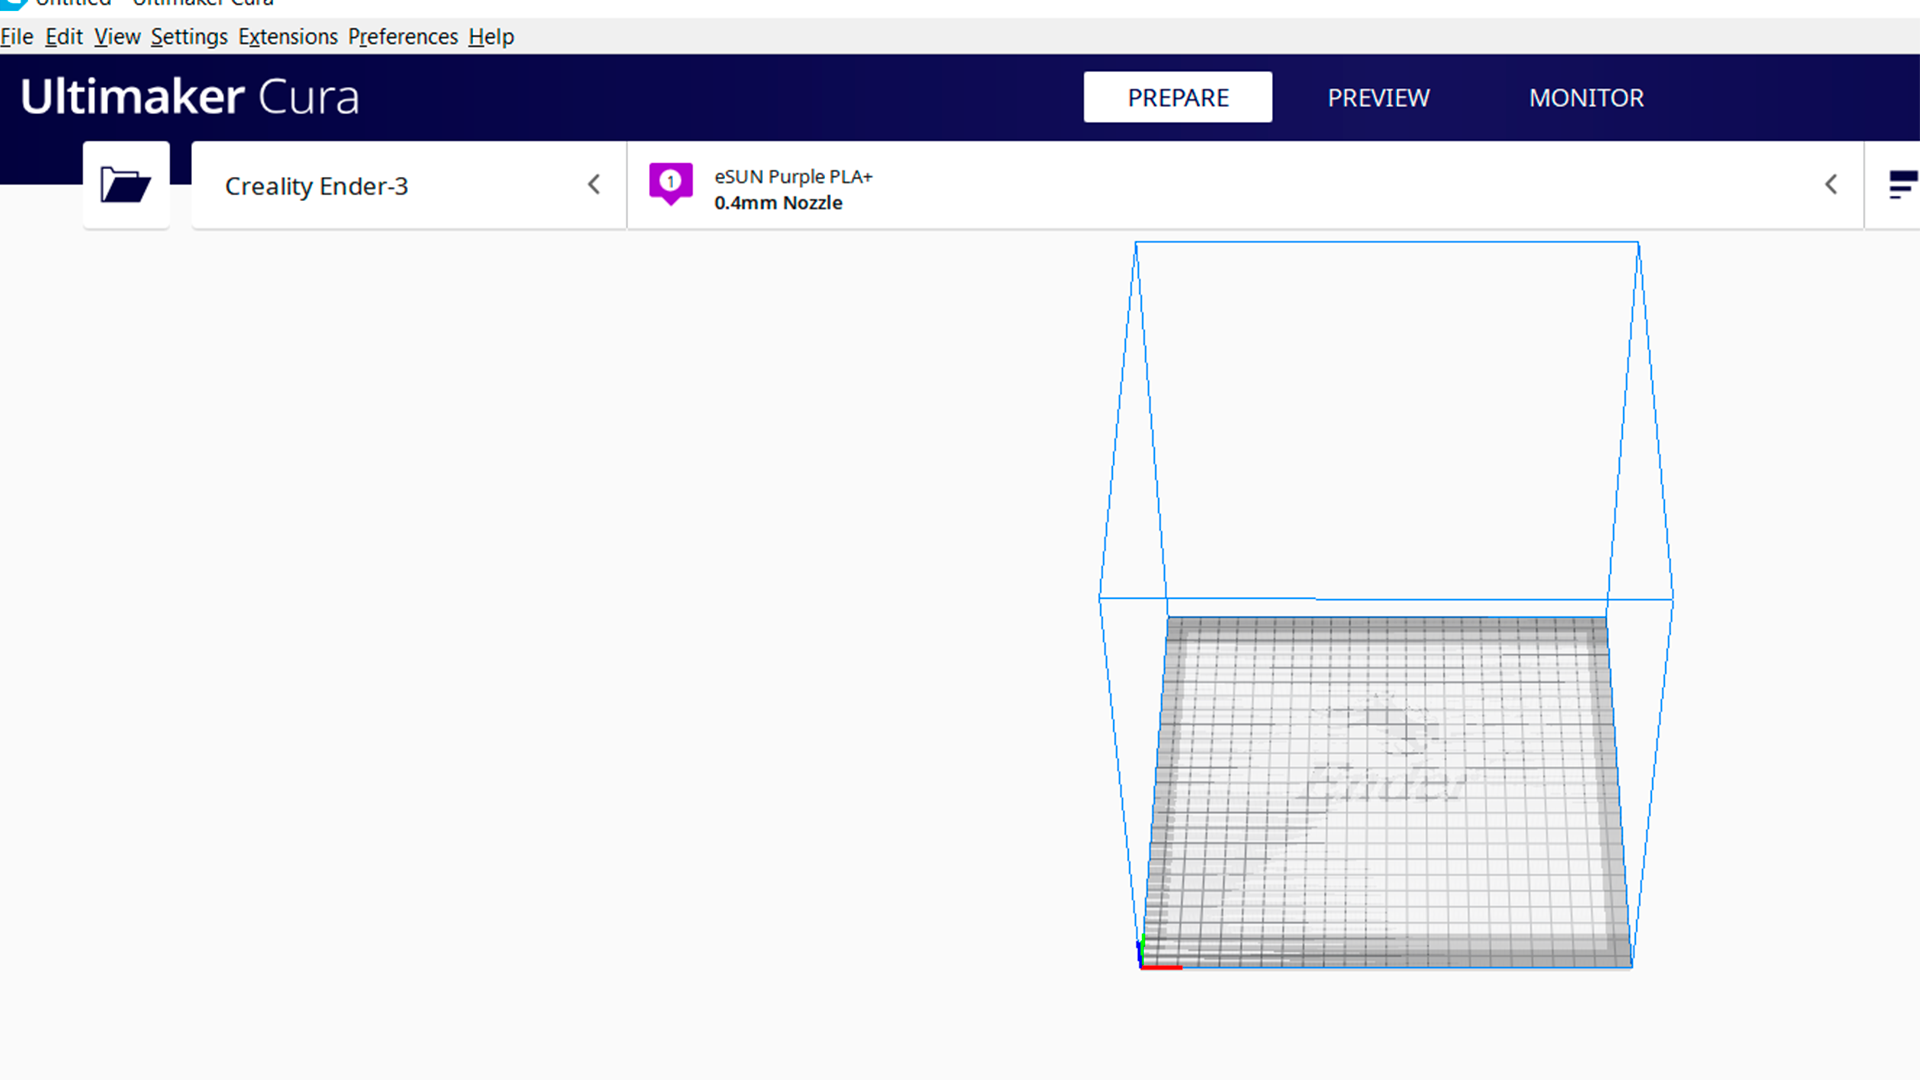 Untitled - Ultimaker Cura
File Edit View Settings Extensions Preferences Help
Ultimaker Cura
PREPARE
PREVIEW
MONITOR
Creality Ender-3
1
eSUN Purple PLA+
0.4mm Nozzle
Ender